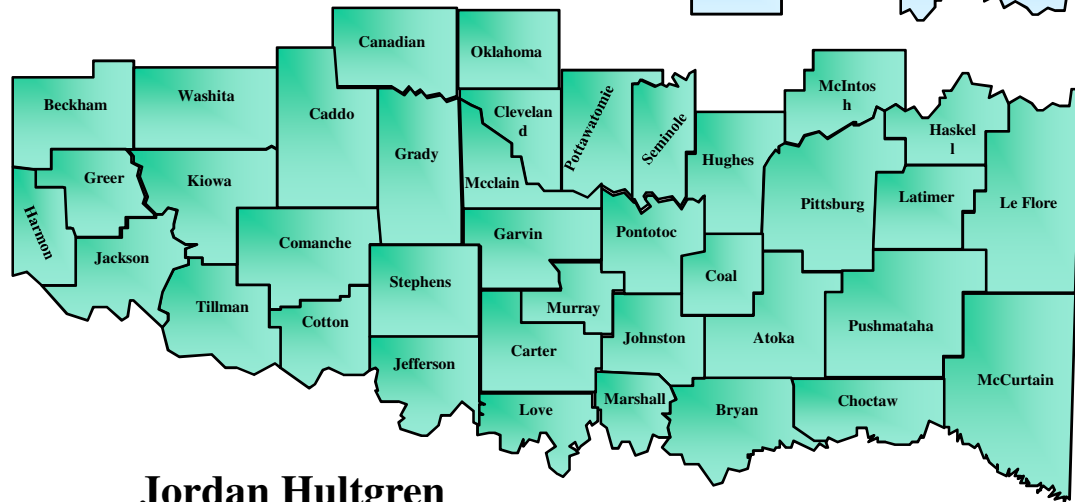 Canadian
Oklahoma
Beckham
Washita
Caddo
Clevelan
d
Pottawatomie
Seminole
McIntos
h
Haskel
l
Grady
Hughes
Greer
Kiowa
Mcclain
Pittsburg
Latimer
Le Flore
Harmon
Jackson
Comanche
Garvin
Pontotoc
Coal
Stephens
Tillman
Cotton
Murray
Johnston
Atoka
Pushmataha
Carter
Jefferson
McCurtain
Love
Marshall
Bryan
Choctaw
Jordan Hultgren